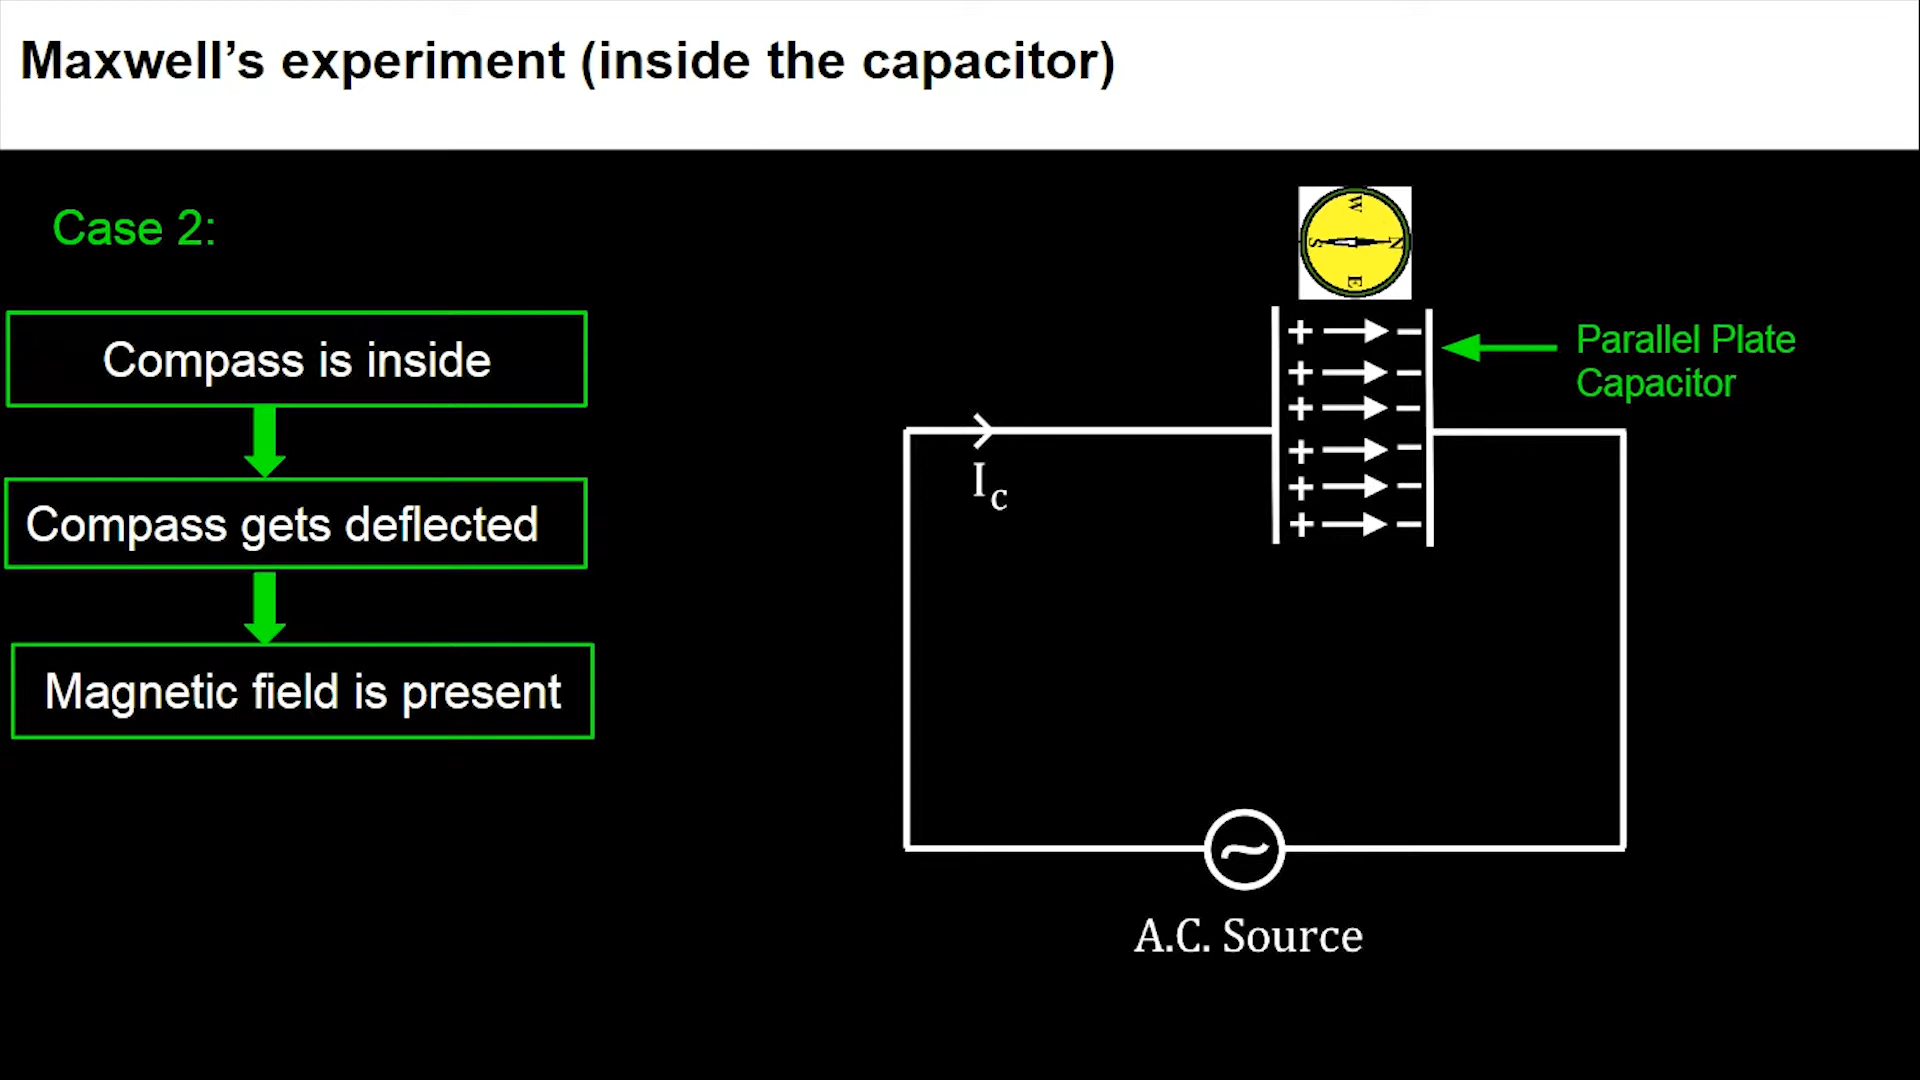 Maxwell’s experiment (inside the capacitor)
Case 2:
Compass is inside
Compass gets deflected
Magnetic field is present
W
S N
E
+ −
+ −
+ −
+ −
+ −
+ −
Parallel Plate
Capacitor
I_c
~
A.C. Source